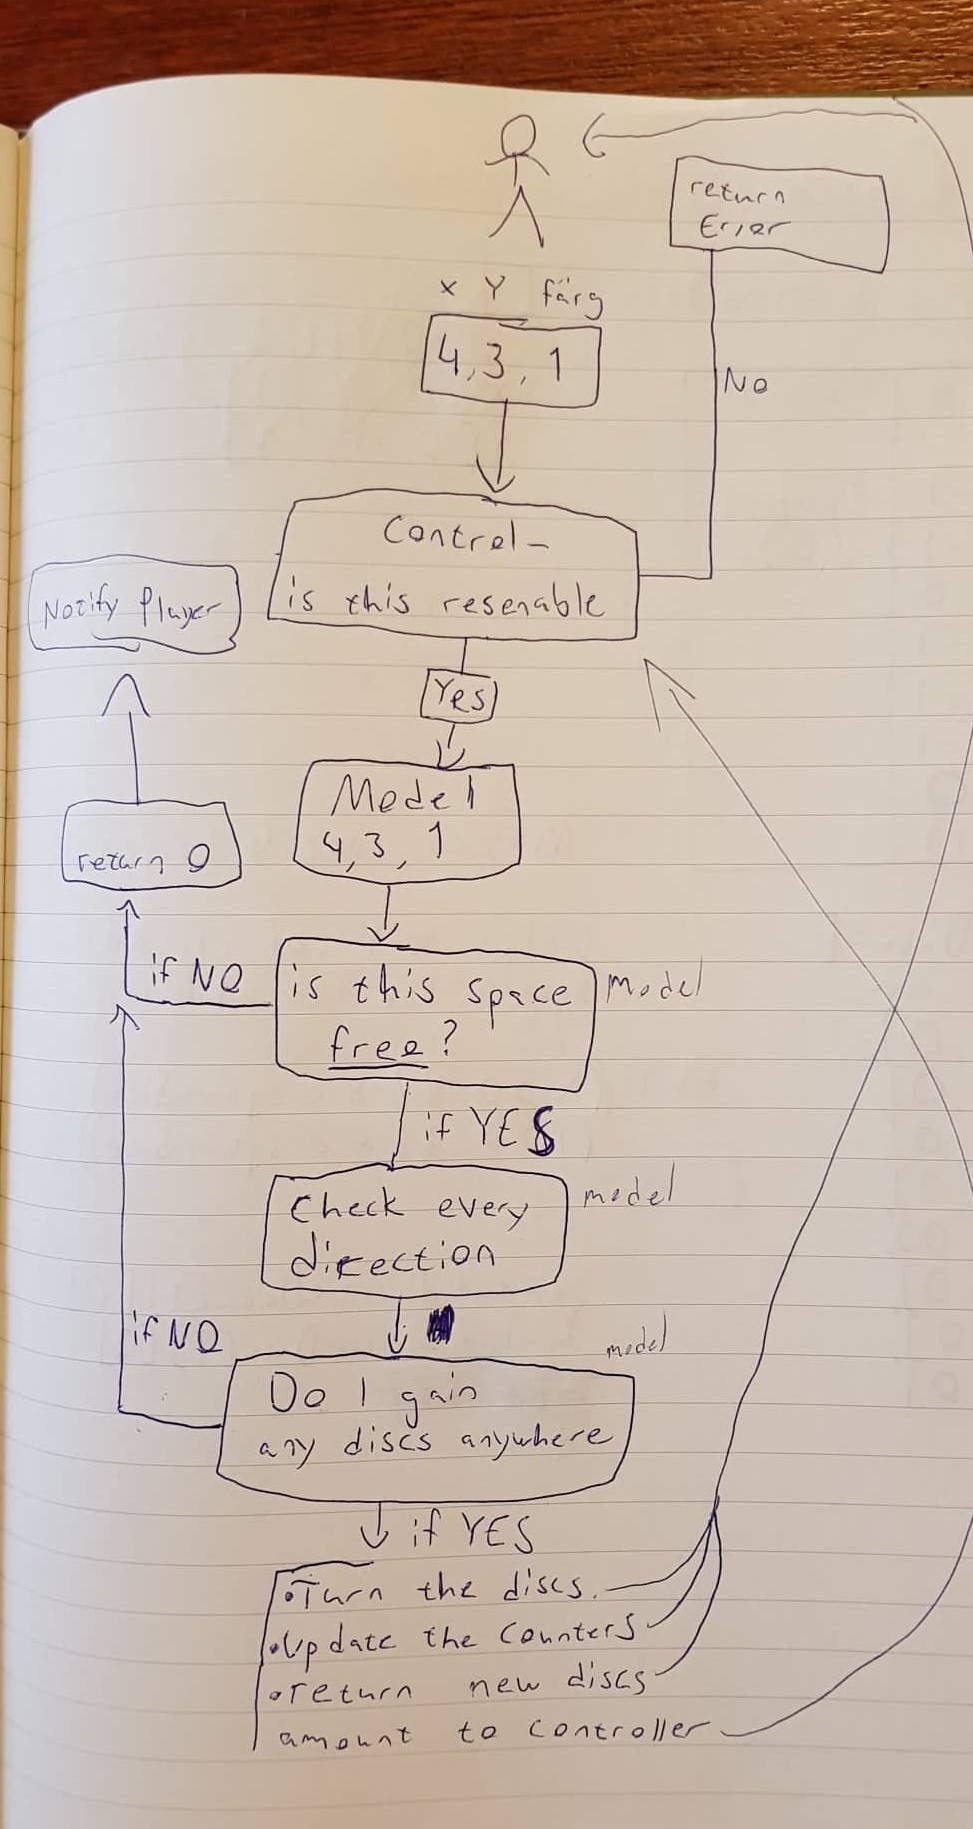 return
Error
x Y färg
4, 3, 1
No
Control-
is this resenable
Notify Player
Yes
Model
4, 3, 1
return 0
if NO
is this space
free?
Model
if YES
Check every
direction
model
if NO
model
Do I gain
any discs anywhere
if YES
•Turn the discs.
•Update the counters
•return new discs
amount to controller